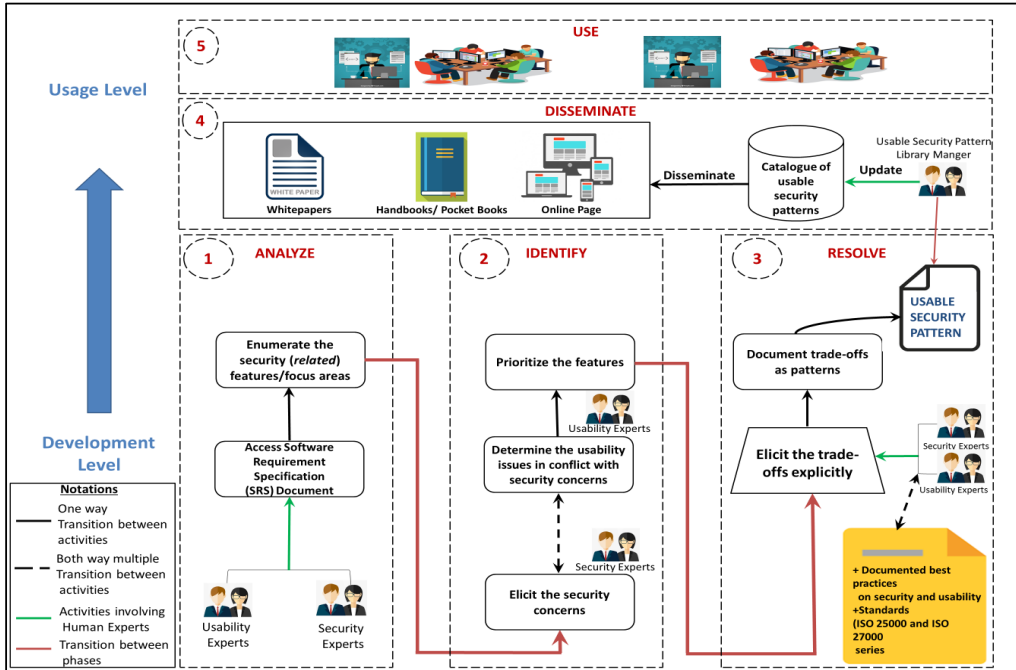 5
USE
Usage Level
4
DISSEMINATE
WHITE PAPER
Whitepapers
Handbooks/ Pocket Books
Online Page
Disseminate
Catalogue of
usable
security
patterns
Update
Usable Security Pattern
Library Manger
1
ANALYZE
Enumerate the
security (related)
features/focus areas
Access Software
Requirement
Specification
(SRS) Document
Usability
Experts
Security
Experts
2
IDENTIFY
Prioritize the features
Usability Experts
Determine the usability
issues in conflict with
security concerns
Security Experts
Elicit the security
concerns
3
RESOLVE
USABLE
SECURITY
PATTERN
Document trade-offs
as patterns
Elicit the trade-
offs explicitly
Security Experts
Usability Experts
+ Documented best
practices
on security and usability
+Standards
(ISO 25000 and ISO
27000
series
Development
Level
Notations
One way
Transition between
activities
Both way multiple
Transition between
activities
Activities involving
Human Experts
Transition between
phases